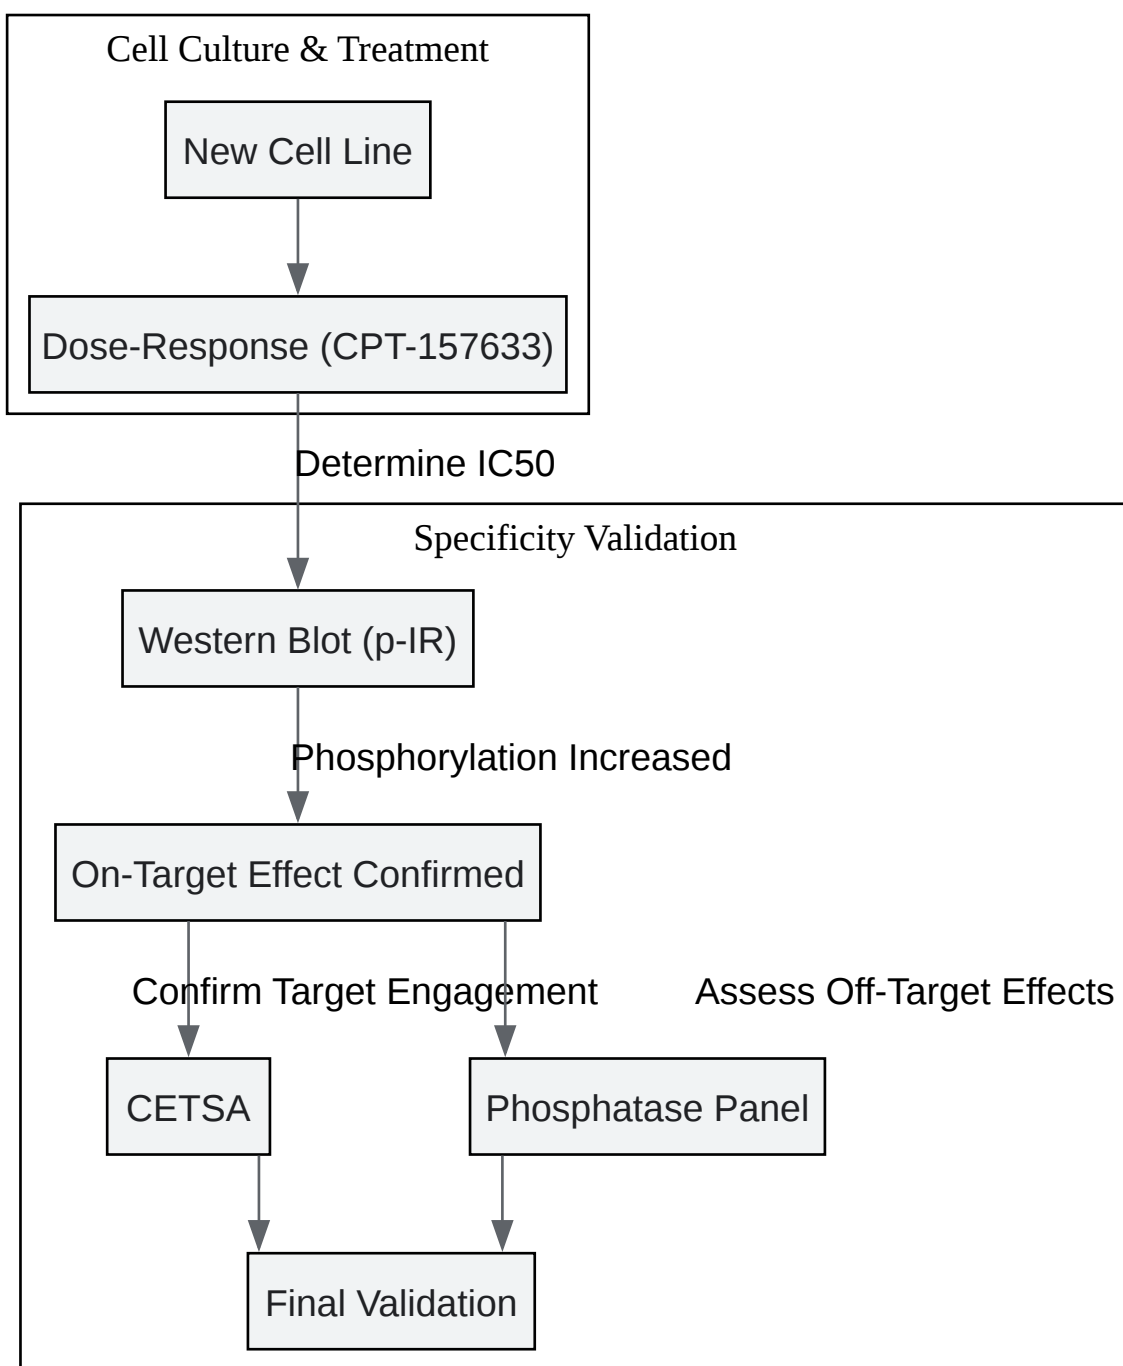 Cell Culture & Treatment
New Cell Line
Dose-Response (CPT-157633)
Determine IC50
Specificity Validation
Western Blot (p-IR)
Phosphorylation Increased
On-Target Effect Confirmed
Confirm Target Engagement
Assess Off-Target Effects
CETSA
Phosphatase Panel
Final Validation